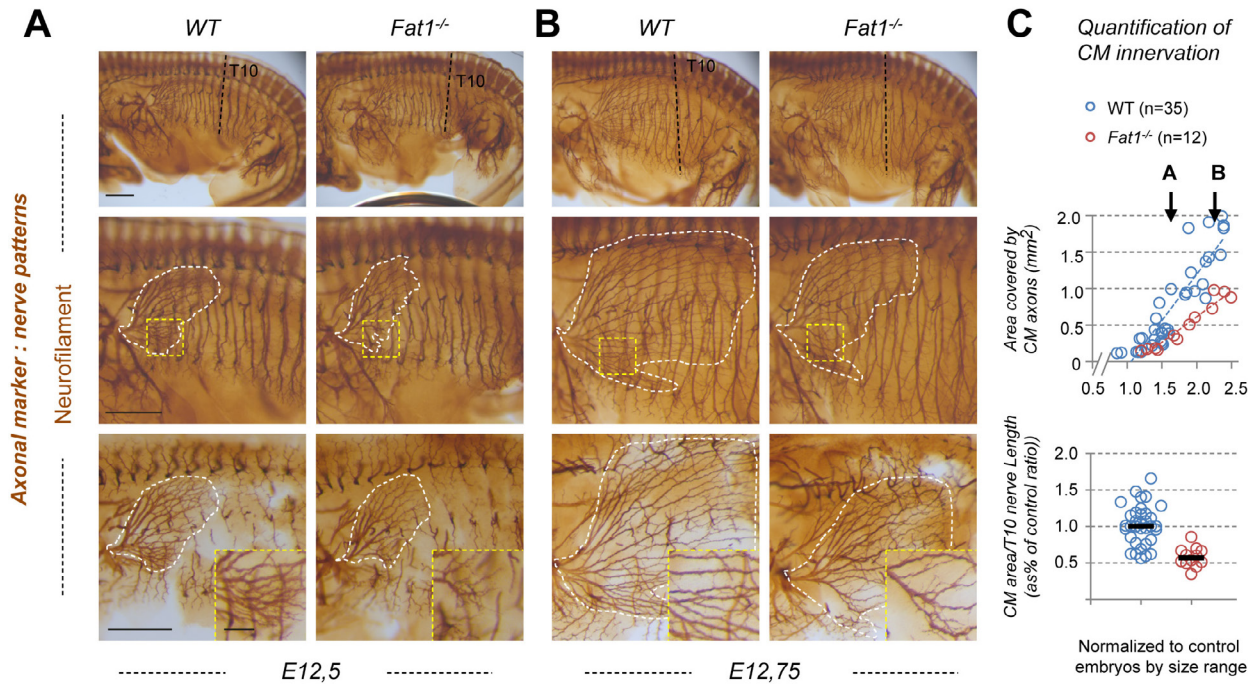 A
WT
Fat1-/-
B
WT
Fat1-/-
C
Quantification of
CM innervation
T10
T10
T10
WT (n=35)
Fat1-/- (n=12)
A
B
Axonal marker : nerve patterns
Neurofilament
Area covered by
CM axons (mm2)
2.0
1.5
1.0
0.5
0
0.5
1.0
1.5
2.0
2.5
CM area/T10 nerve Length
(as% of control ratio))
2.0
1.5
1.0
0.5
Normalized to control
embryos by size range
E12,5
E12,75